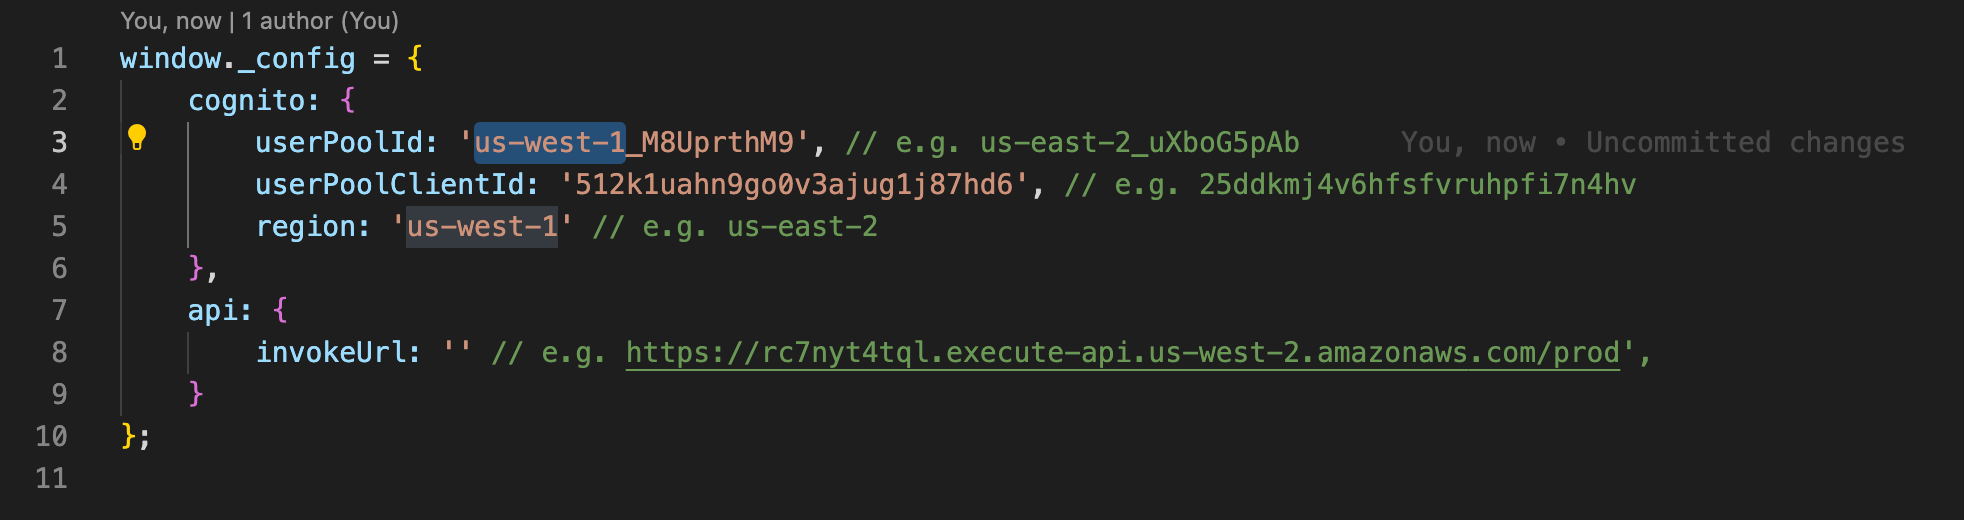 You, now | 1 author (You)
1 window._config = {
2 cognito: {
3 userPoolId: 'us-west-1_M8UprthM9', // e.g. us-east-2_uXboG5pAb You, now • Uncommitted changes
4 userPoolClientId: '512k1uahn9go0v3ajug1j87hd6', // e.g. 25ddkmj4v6hfsfvruhpfi7n4hv
5 region: 'us-west-1' // e.g. us-east-2
6 },
7 api: {
8 invokeUrl: '' // e.g. https://rc7nyt4tql.execute-api.us-west-2.amazonaws.com/prod',
9 }
10 };
11